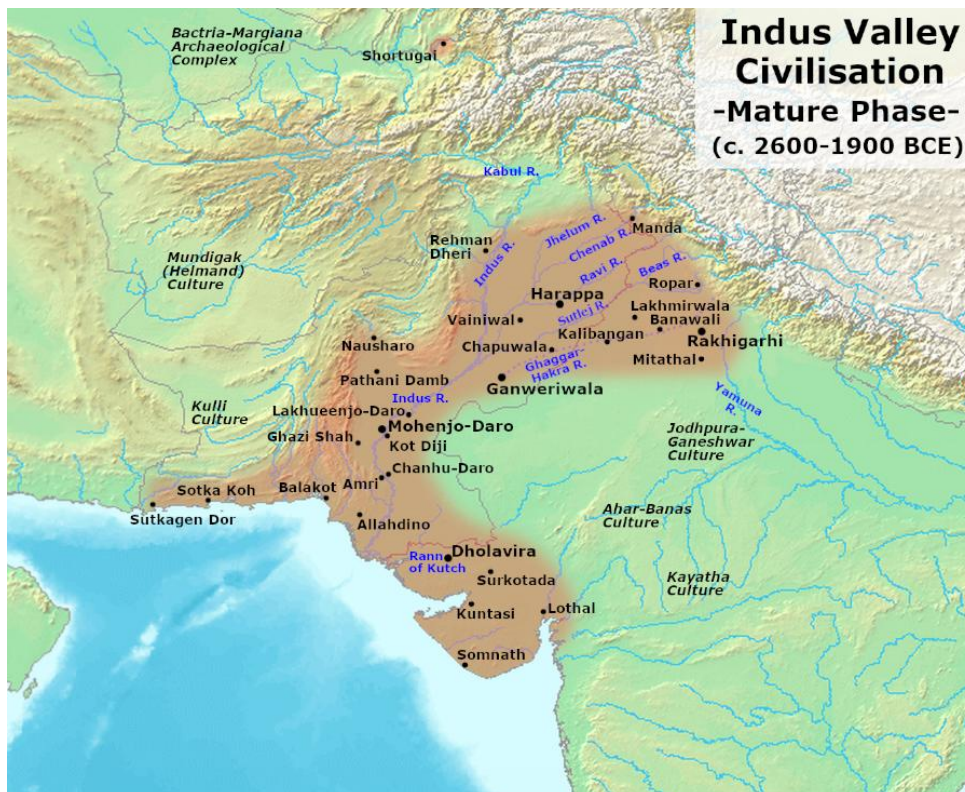 Indus Valley
Civilisation
-Mature Phase-
(c. 2600-1900 BCE)
Bactria-Margiana
Archaeological
Complex
Shortugai
Kabul R.
Rehman
Dheri
Indus R.
Jhelum R.
Manda
Chenab R.
Ravi R.
Beas R.
Mundigak
(Helmand)
Culture
Ropar
Harappa
Lakhmirwala
Sutlej R.
Vainiwal
Banawali
Kalibangan
Rakhigarhi
Nausharo
Chapuwala
Mitathal
Ghaggar-
Hakra R.
Pathani Damb
Ganweriwala
Yamuna
R.
Indus R.
Kulli
Culture
Lakhueenjo-Daro
Mohenjo-Daro
Ghazi Shah
Kot Diji
Jodhpura-
Ganeshwar
Culture
Chanhu-Daro
Amri
Sotka Koh
Balakot
Sutkagen Dor
Allahdino
Ahar-Banas
Culture
Rann
of Kutch
Dholavira
Surkotada
Kayatha
Culture
Kuntasi
Lothal
Somnath